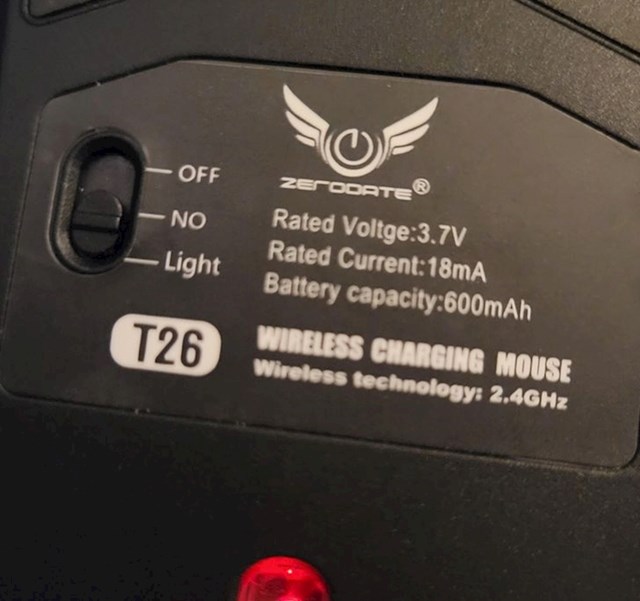 ZERODATE®
OFF
NO
Light
Rated Voltge:3.7V
Rated Current:18mA
Battery capacity:600mAh
T26
WIRELESS CHARGING MOUSE
Wireless technology: 2.4GHz